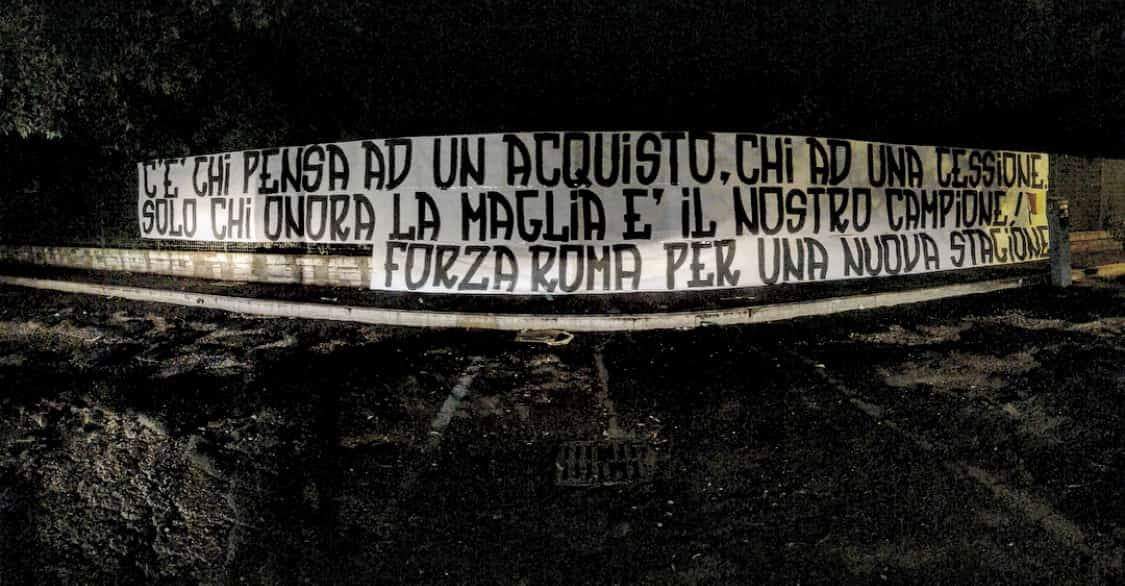 C'E' CHi PENSA AD UN ACQUiSTO, CHi AD UNA CESSiONE.
SOLO CHi ONORA LA MAGLiA E' iL NOSTRO CAMPiONE!
FORZA ROMA PER UNA NUOVA STAGiONE